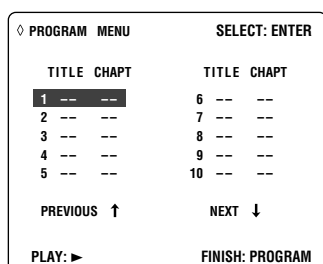 ◊ PROGRAM MENU SELECT: ENTER
TITLE CHAPT TITLE CHAPT
1 -- -- 6 -- --
2 -- -- 7 -- --
3 -- -- 8 -- --
4 -- -- 9 -- --
5 -- -- 10 -- --
PREVIOUS ↑ NEXT ↓
PLAY: ► FINISH: PROGRAM